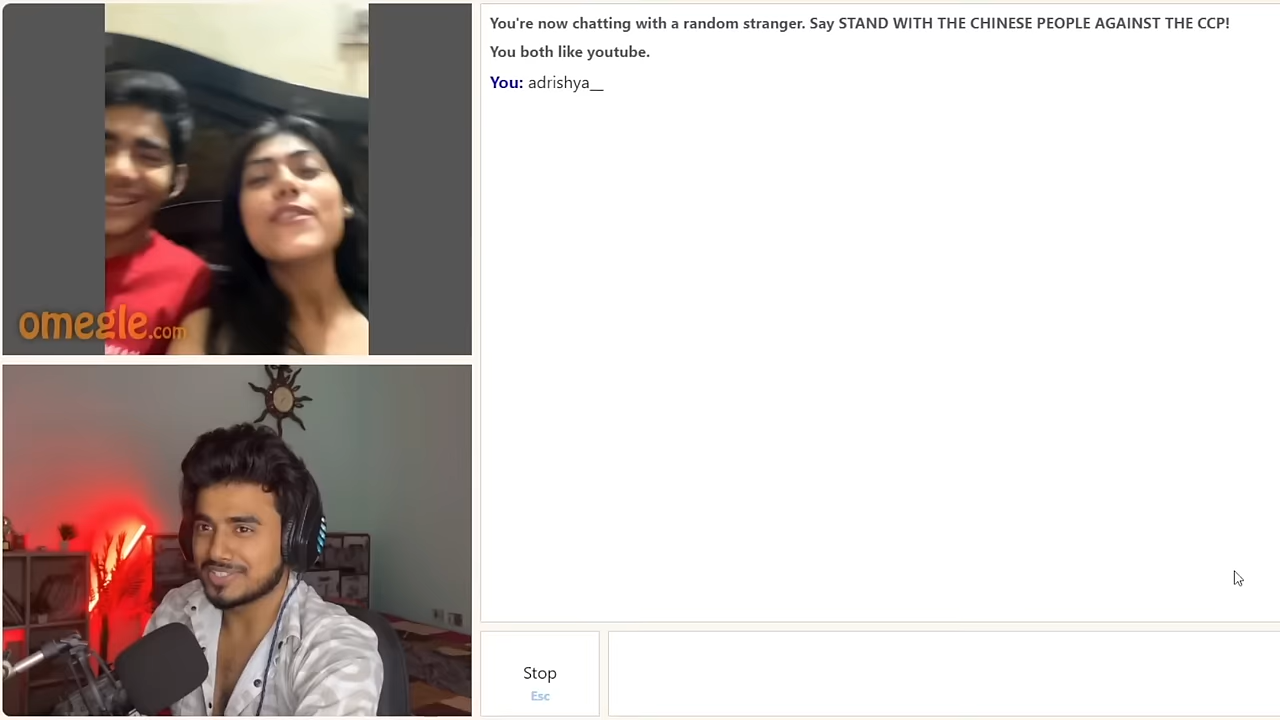 You're now chatting with a random stranger. Say STAND WITH THE CHINESE PEOPLE AGAINST THE CCP!
You both like youtube.
You: adrishya__
omegle.com
Stop
Esc